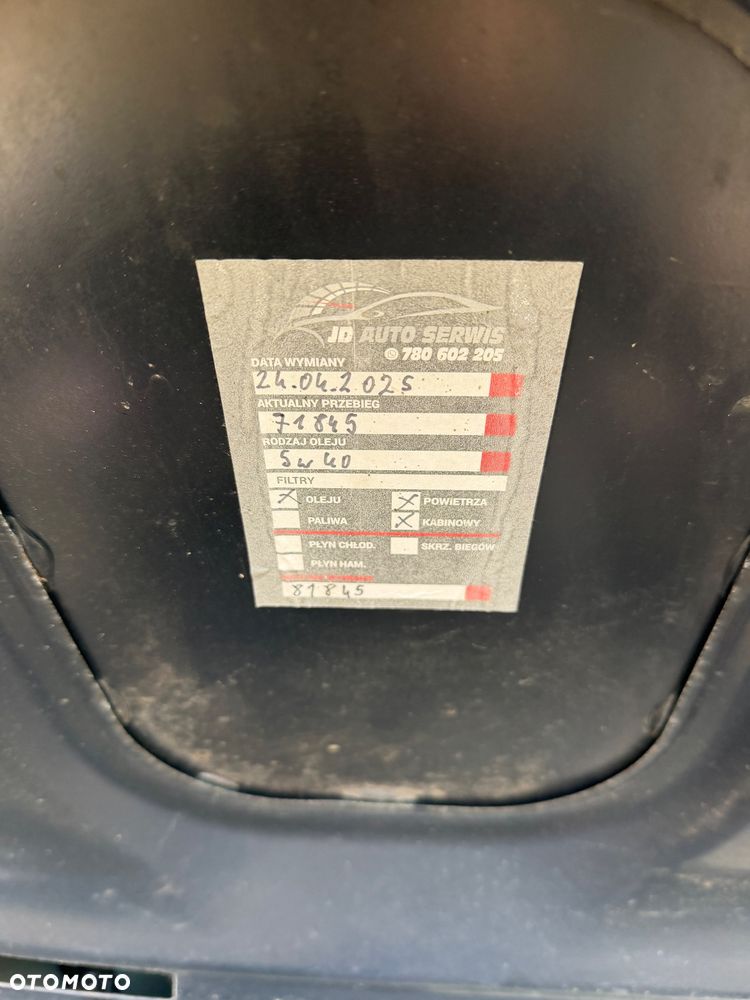 JD AUTO SERWIS
780 602 205
DATA WYMIANY
24.04.2025
AKTUALNY PRZEBIEG
71845
RODZAJ OLEJU
5w40
FILTRY
X OLEJU X POWIETRZA
PALIWA X KABINOWY
PŁYN CHŁOD. SKRZ. BIEGÓW
PŁYN HAM.
81845
OTOMOTO